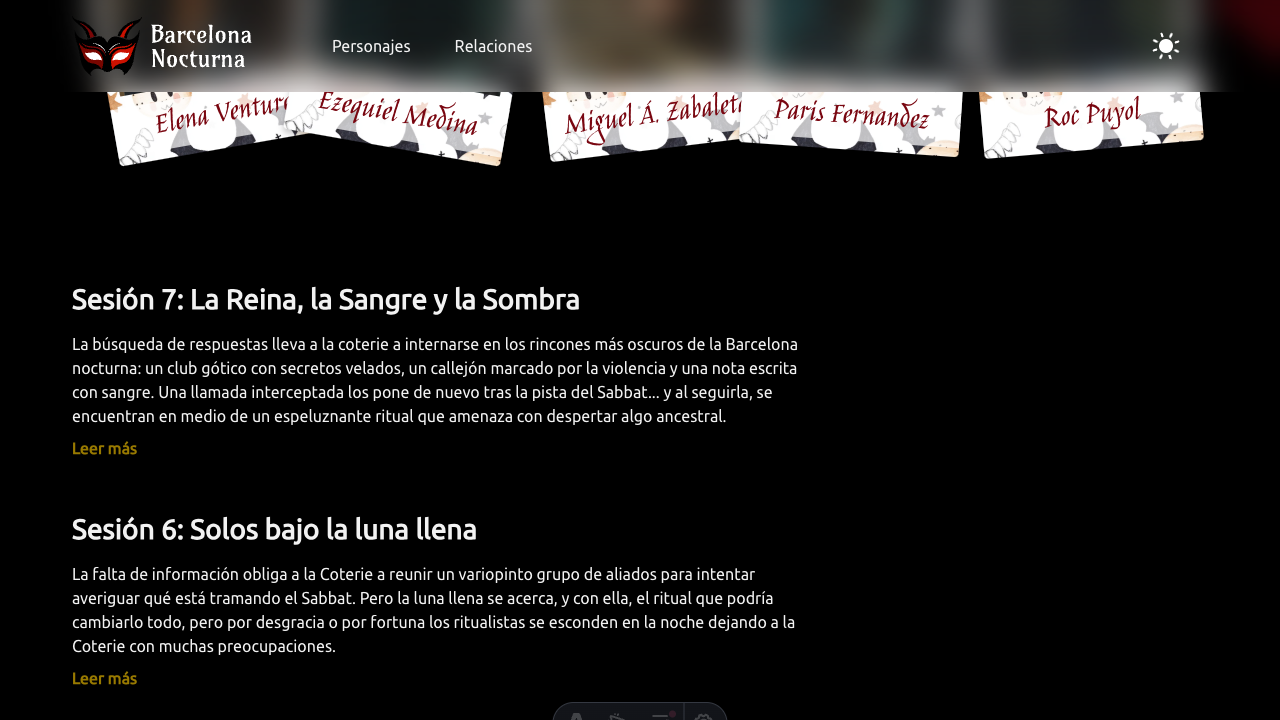 Barcelona
Nocturna
Personajes
Relaciones
Elena Ventura
Ezequiel Medina
Miguel Á. Zabaleta
Paris Fernandez
Roc Puyol
Sesión 7: La Reina, la Sangre y la Sombra
La búsqueda de respuestas lleva a la coterie a internarse en los rincones más oscuros de la Barcelona
nocturna: un club gótico con secretos velados, un callejón marcado por la violencia y una nota escrita
con sangre. Una llamada interceptada los pone de nuevo tras la pista del Sabbat... y al seguirla, se
encuentran en medio de un espeluznante ritual que amenaza con despertar algo ancestral.
Leer más
Sesión 6: Solos bajo la luna llena
La falta de información obliga a la Coterie a reunir un variopinto grupo de aliados para intentar
averiguar qué está tramando el Sabbat. Pero la luna llena se acerca, y con ella, el ritual que podría
cambiarlo todo, pero por desgracia o por fortuna los ritualistas se esconden en la noche dejando a la
Coterie con muchas preocupaciones.
Leer más